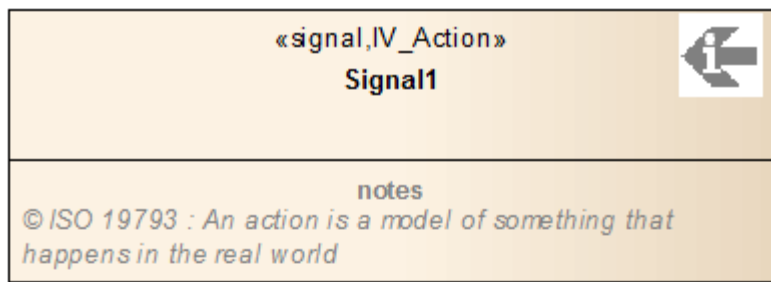 «signal,IV_Action»
Signal1
i
notes
© ISO 19793 : An action is a model of something that
happens in the real world